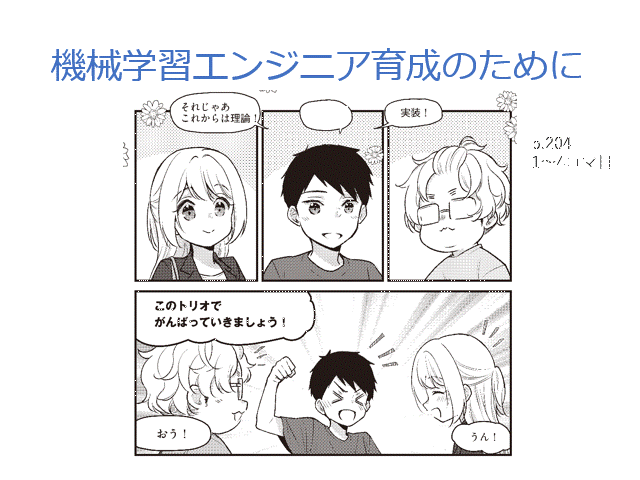 機械学習エンジニア育成のために
それじゃあ
これからは理論!
実装!
p.204
このトリオで
がんばっていきましょう!
おう!
うん!